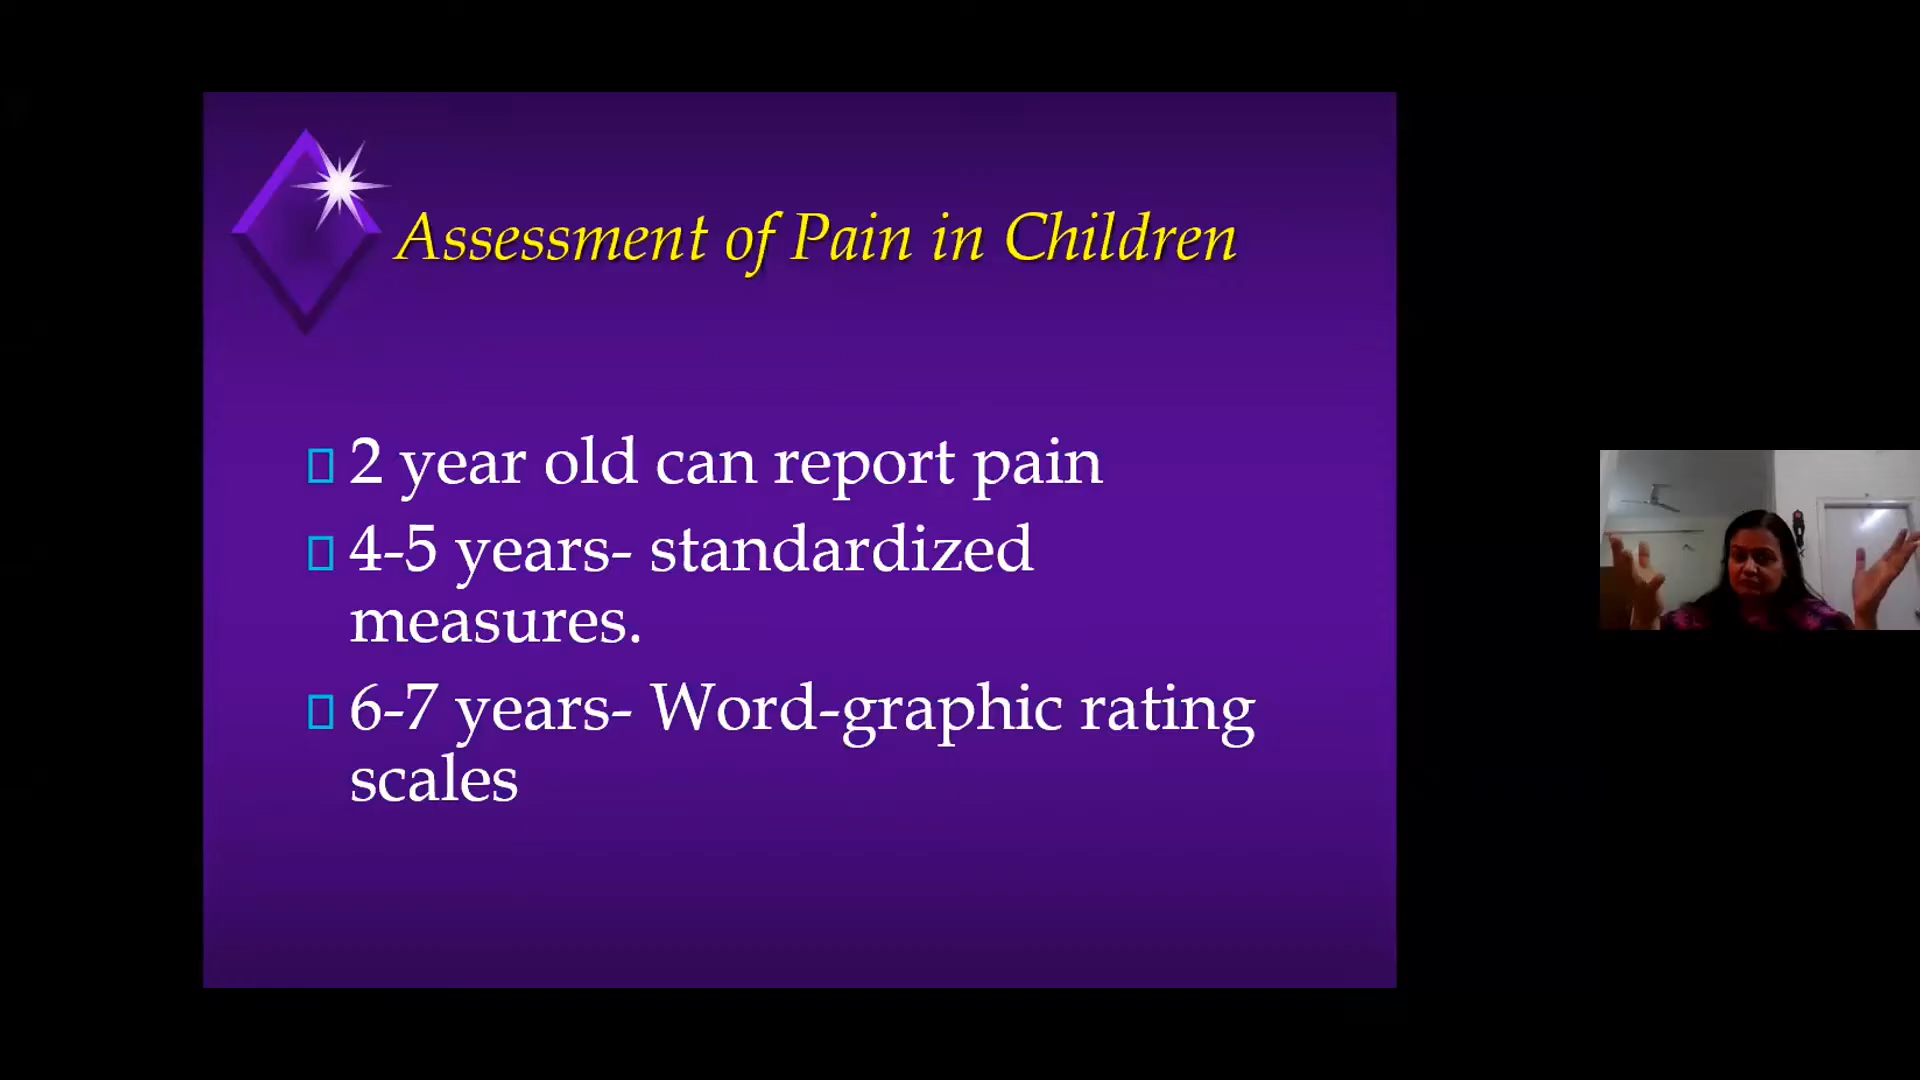 Assessment of Pain in Children
2 year old can report pain
4-5 years- standardized
measures.
6-7 years- Word-graphic rating
scales